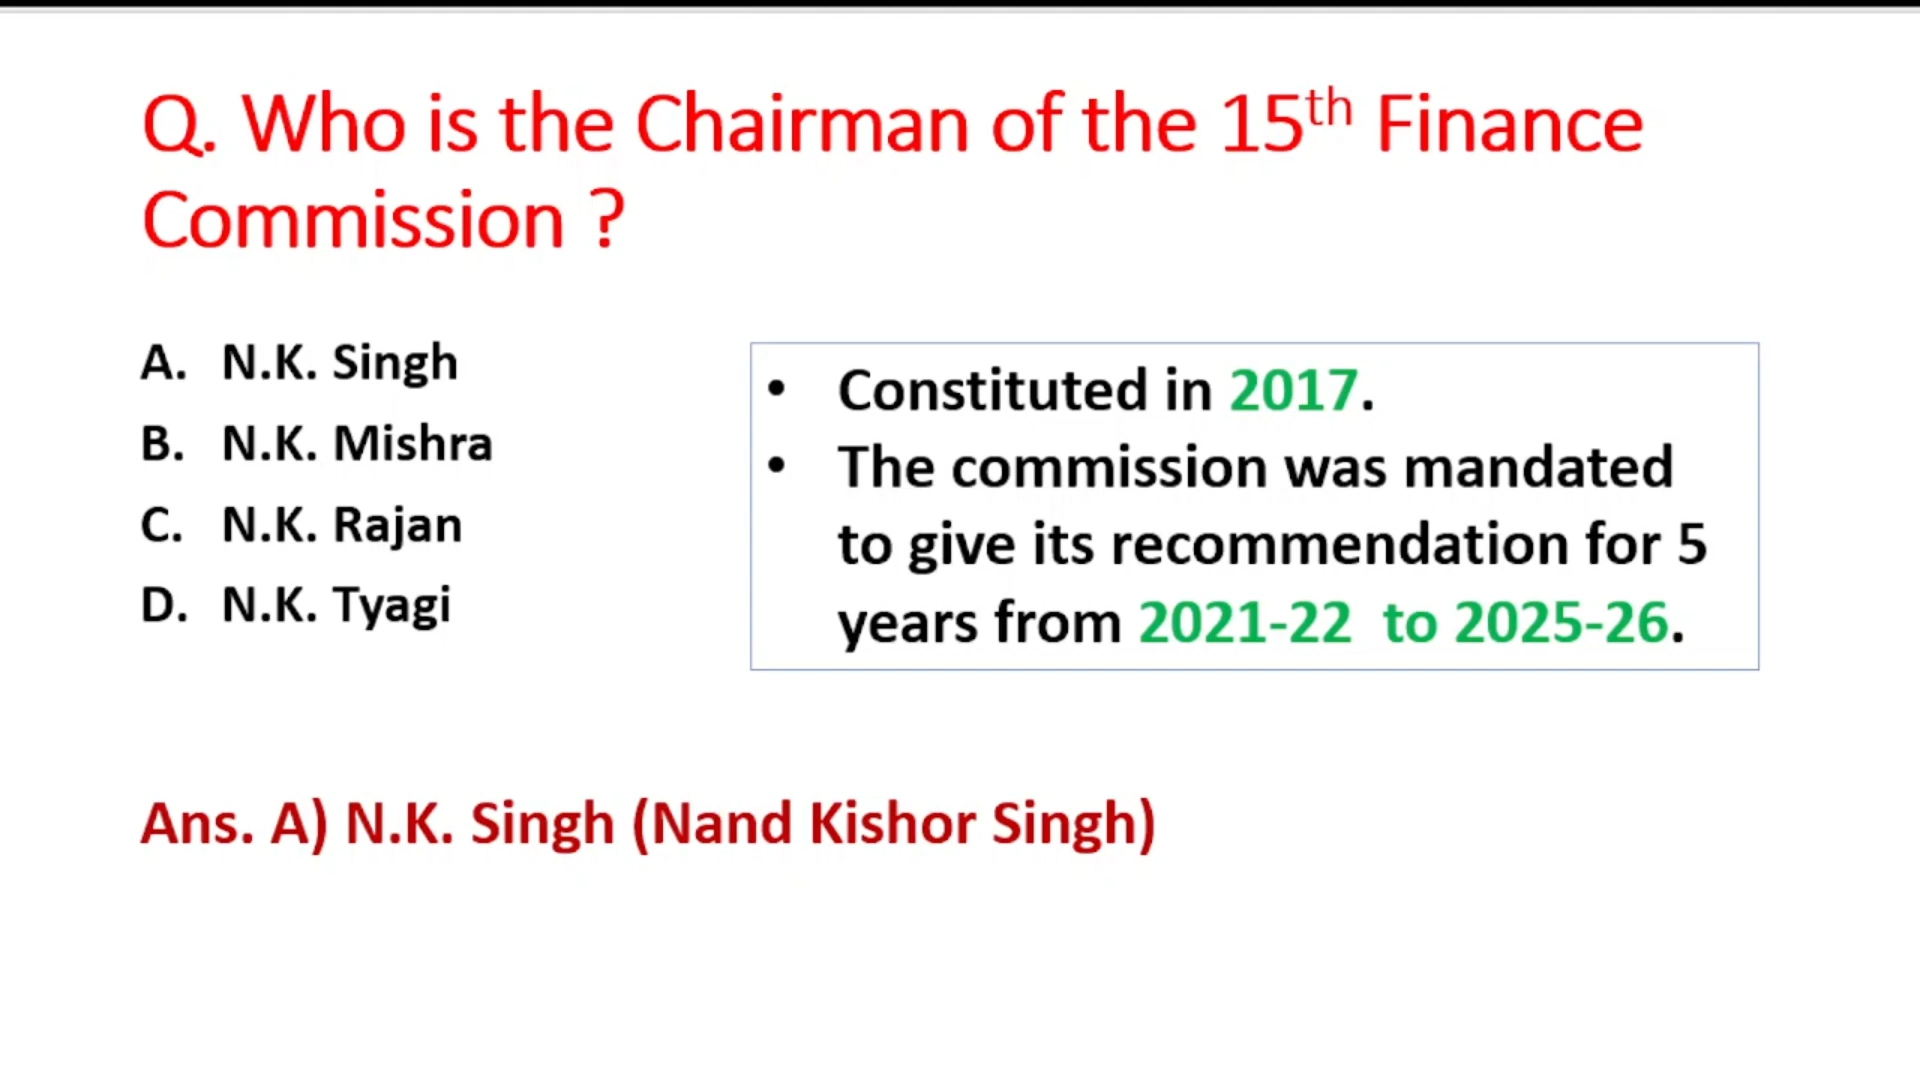 Q. Who is the Chairman of the 15th Finance
Commission ?
A. N.K. Singh
B. N.K. Mishra
C. N.K. Rajan
D. N.K. Tyagi
• Constituted in 2017.
• The commission was mandated
to give its recommendation for 5
years from 2021-22 to 2025-26.
Ans. A) N.K. Singh (Nand Kishor Singh)